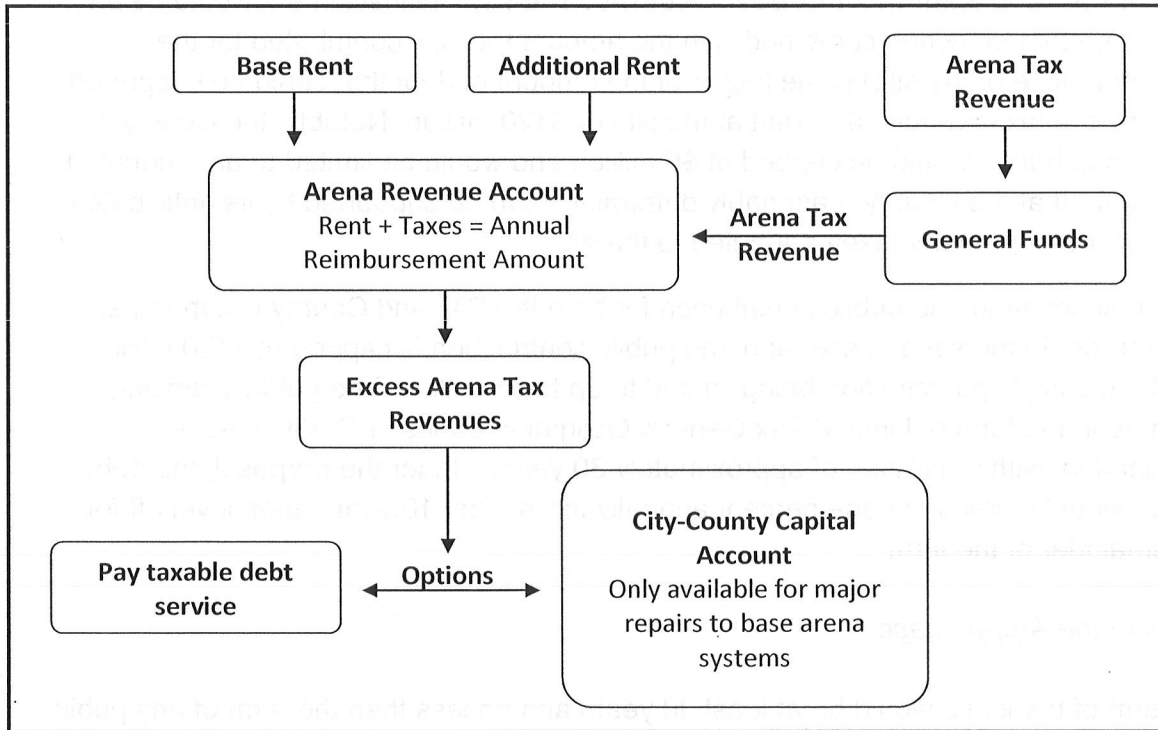 Base Rent
Additional Rent
Arena Tax
Revenue
Arena Revenue Account
Rent + Taxes = Annual
Reimbursement Amount
Arena Tax
Revenue
General Funds
Excess Arena Tax
Revenues
Pay taxable debt
service
Options
City-County Capital
Account
Only available for major
repairs to base arena
systems